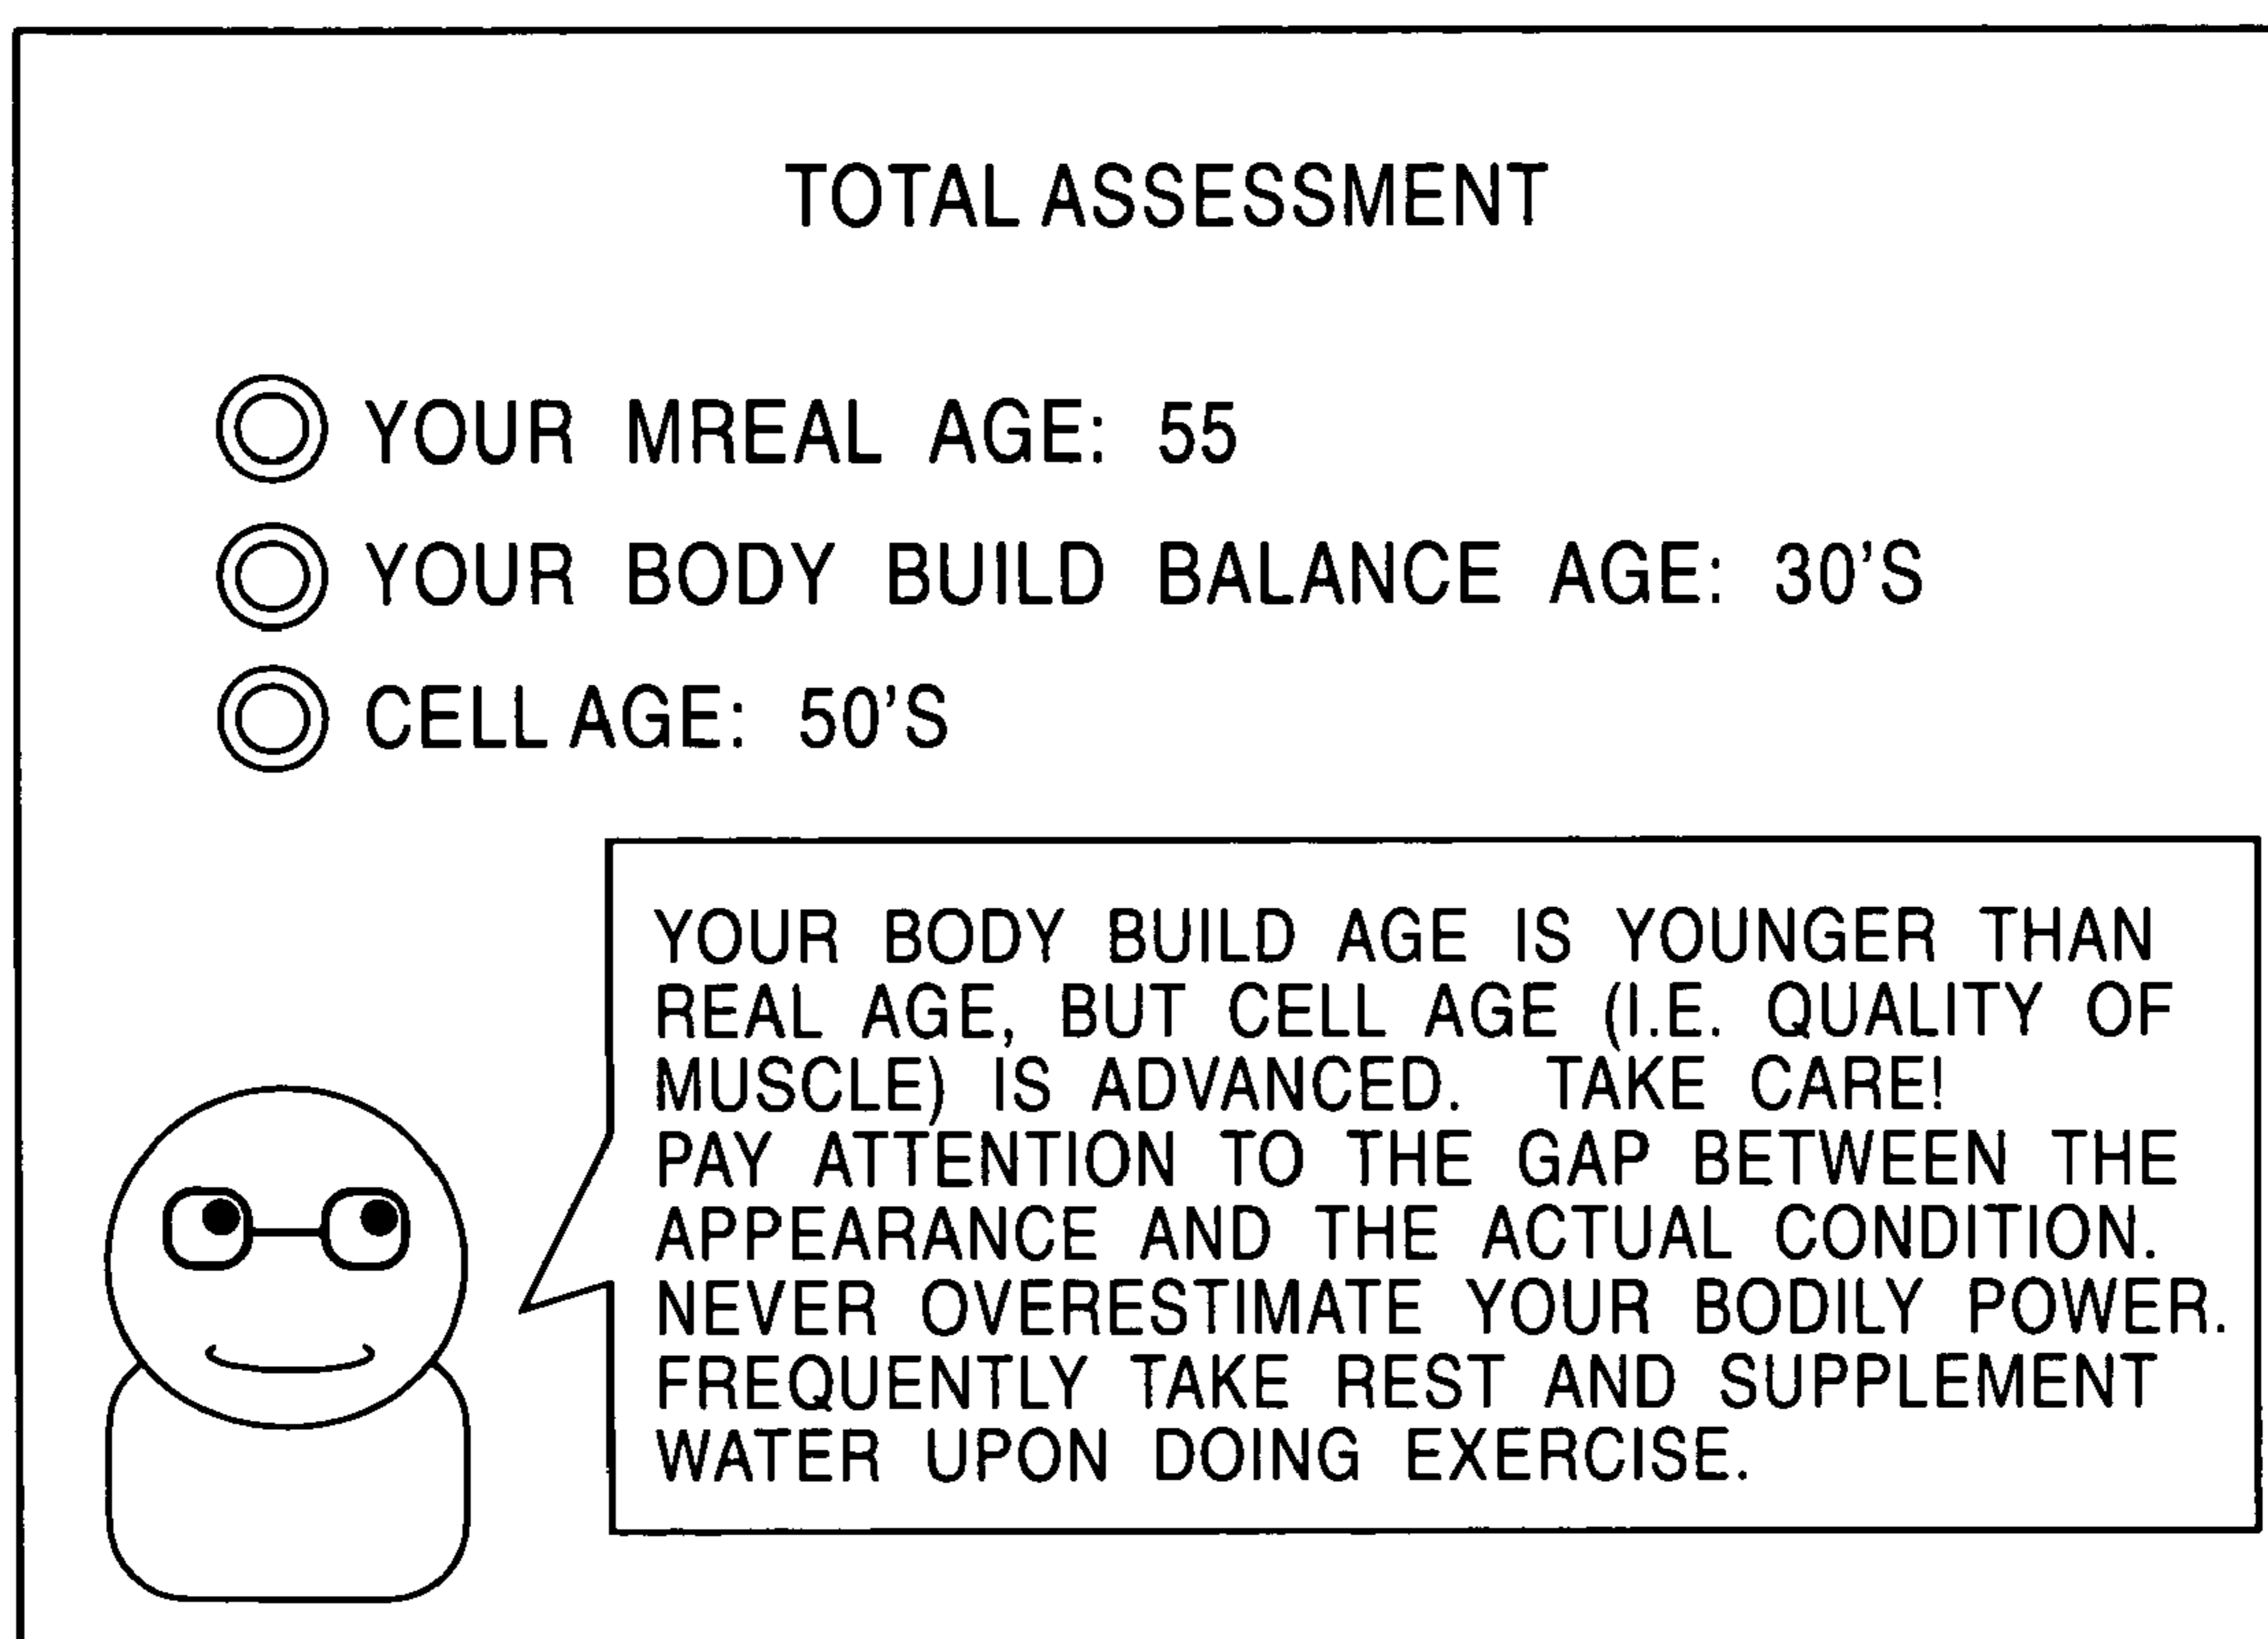 TOTAL ASSESSMENT
YOUR MREAL AGE: 55
YOUR BODY BUILD BALANCE AGE: 30'S
CELL AGE: 50'S
YOUR BODY BUILD AGE IS YOUNGER THAN
REAL AGE, BUT CELL AGE (I.E. QUALITY OF
MUSCLE) IS ADVANCED. TAKE CARE!
PAY ATTENTION TO THE GAP BETWEEN THE
APPEARANCE AND THE ACTUAL CONDITION.
NEVER OVERESTIMATE YOUR BODILY POWER.
FREQUENTLY TAKE REST AND SUPPLEMENT
WATER UPON DOING EXERCISE.